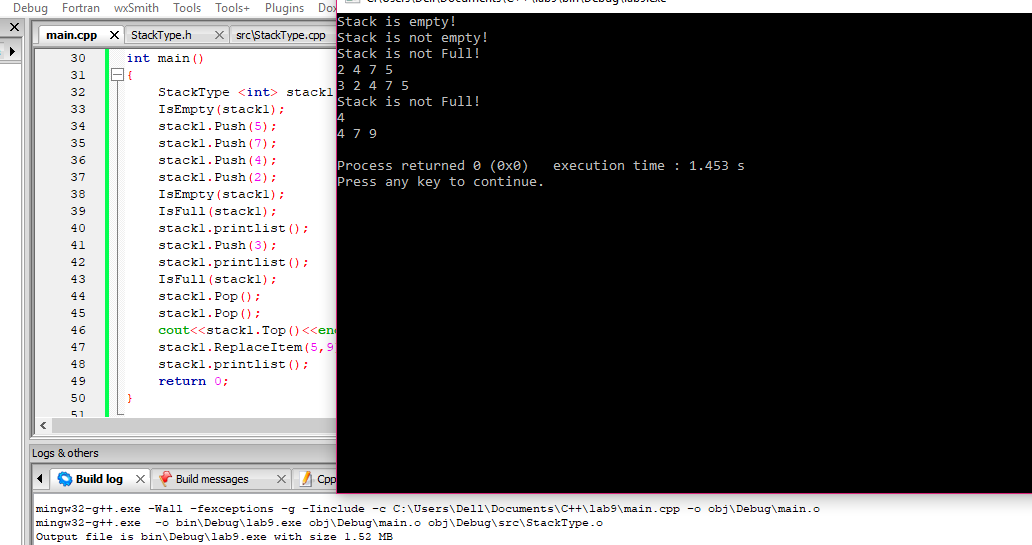 Debug Fortran wxSmith Tools Tools+ Plugins Dox
main.cpp StackType.h src\StackType.cpp
30 int main()
31 {
32 StackType <int> stack1
33 IsEmpty(stack1);
34 stack1.Push(5);
35 stack1.Push(7);
36 stack1.Push(4);
37 stack1.Push(2);
38 IsEmpty(stack1);
39 IsFull(stack1);
40 stack1.printlist();
41 stack1.Push(3);
42 stack1.printlist();
43 IsFull(stack1);
44 stack1.Pop();
45 stack1.Pop();
46 cout<<stack1.Top()<<en
47 stack1.ReplaceItem(5,9
48 stack1.printlist();
49 return 0;
50 }
51
Stack is empty!
Stack is not empty!
Stack is not Full!
2 4 7 5
3 2 4 7 5
Stack is not Full!
4
4 7 9
Process returned 0 (0x0) execution time : 1.453 s
Press any key to continue.
Logs & others
Build log Build messages Cpp
mingw32-g++.exe -Wall -fexceptions -g -Iinclude -c C:\Users\Dell\Documents\C++\lab9\main.cpp -o obj\Debug\main.o
mingw32-g++.exe -o bin\Debug\lab9.exe obj\Debug\main.o obj\Debug\src\StackType.o
Output file is bin\Debug\lab9.exe with size 1.52 MB